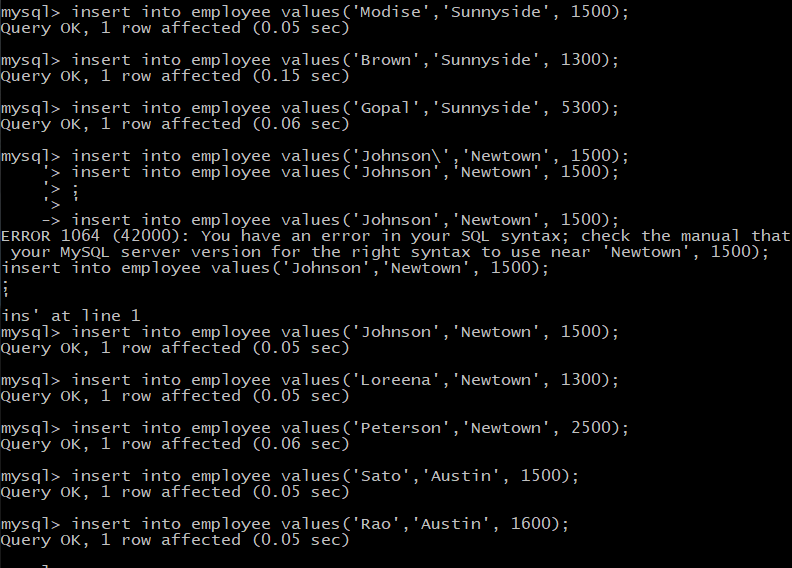 mysql> insert into employee values('Modise','Sunnyside', 1500);
Query OK, 1 row affected (0.05 sec)
mysql> insert into employee values('Brown','Sunnyside', 1300);
Query OK, 1 row affected (0.15 sec)
mysql> insert into employee values('Gopal','Sunnyside', 5300);
Query OK, 1 row affected (0.06 sec)
mysql> insert into employee values('Johnson\','Newtown', 1500);
'> insert into employee values('Johnson','Newtown', 1500);
'> ;
'> '
-> insert into employee values('Johnson','Newtown', 1500);
ERROR 1064 (42000): You have an error in your SQL syntax; check the manual that
your MySQL server version for the right syntax to use near 'Newtown', 1500);
insert into employee values('Johnson','Newtown', 1500);
;
'
ins' at line 1
mysql> insert into employee values('Johnson','Newtown', 1500);
Query OK, 1 row affected (0.05 sec)
mysql> insert into employee values('Loreena','Newtown', 1300);
Query OK, 1 row affected (0.05 sec)
mysql> insert into employee values('Peterson','Newtown', 2500);
Query OK, 1 row affected (0.06 sec)
mysql> insert into employee values('Sato','Austin', 1500);
Query OK, 1 row affected (0.05 sec)
mysql> insert into employee values('Rao','Austin', 1600);
Query OK, 1 row affected (0.05 sec)